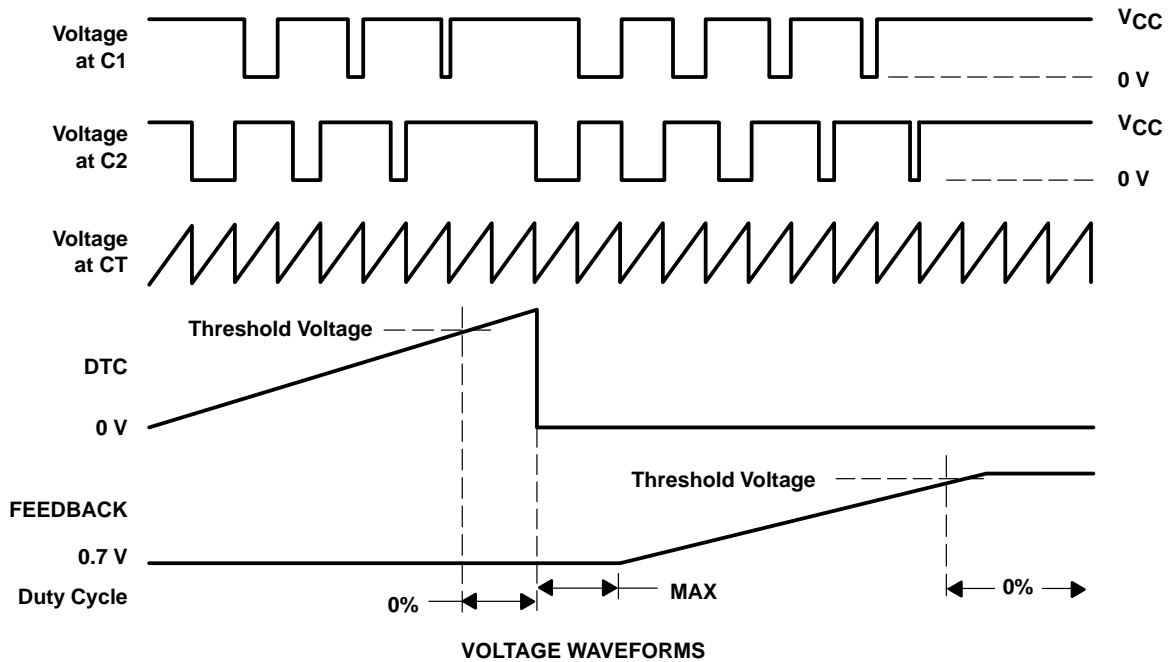 Voltage
at C1
VCC
0 V
Voltage
at C2
VCC
0 V
Voltage
at CT
Threshold Voltage
DTC
0 V
Threshold Voltage
FEEDBACK
0.7 V
Duty Cycle
0%
MAX
0%
VOLTAGE WAVEFORMS